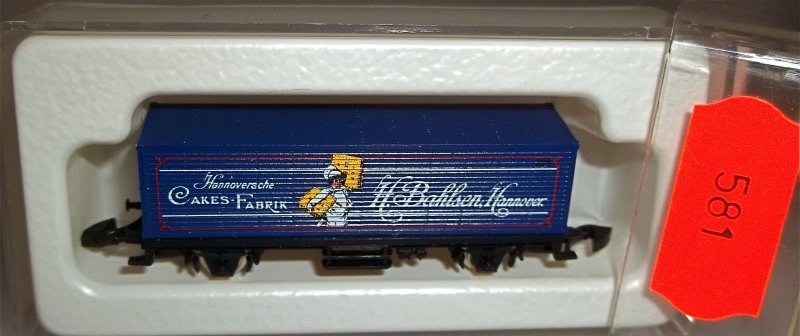 Hannoversche
CAKES-FABRIK
H. Bahlsen, Hannover.
581